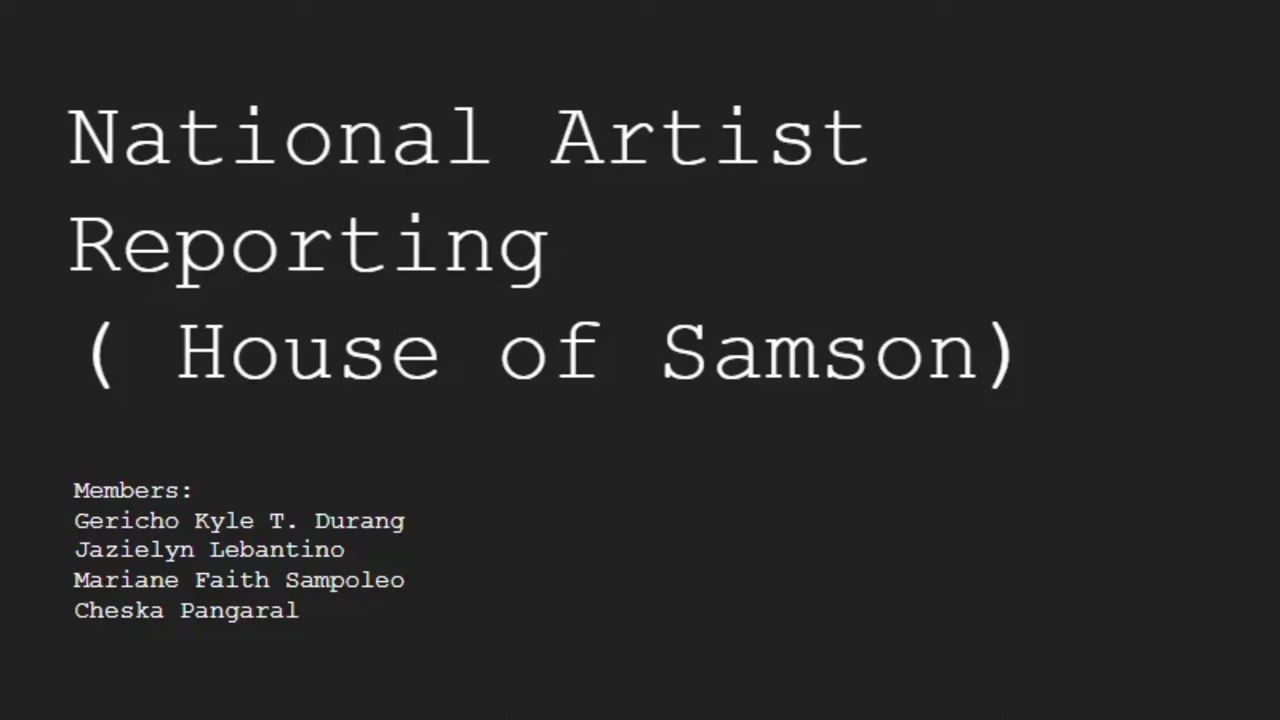 National Artist
Reporting
( House of Samson)
Members:
Gericho Kyle T. Durang
Jazielyn Lebantino
Mariane Faith Sampoleo
Cheska Pangaral